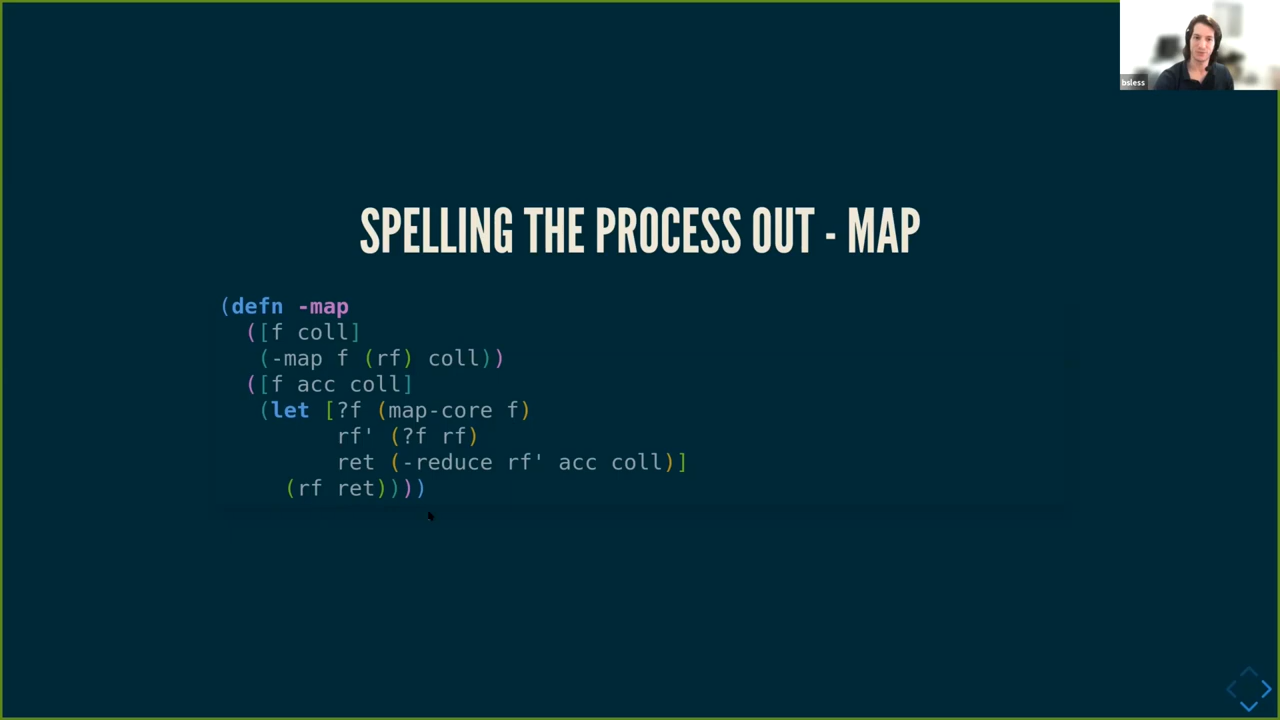 bsless
SPELLING THE PROCESS OUT - MAP
(defn -map
  ([f coll]
   (-map f (rf) coll))
  ([f acc coll]
   (let [?f (map-core f)
         rf' (?f rf)
         ret (-reduce rf' acc coll)]
     (rf ret))))